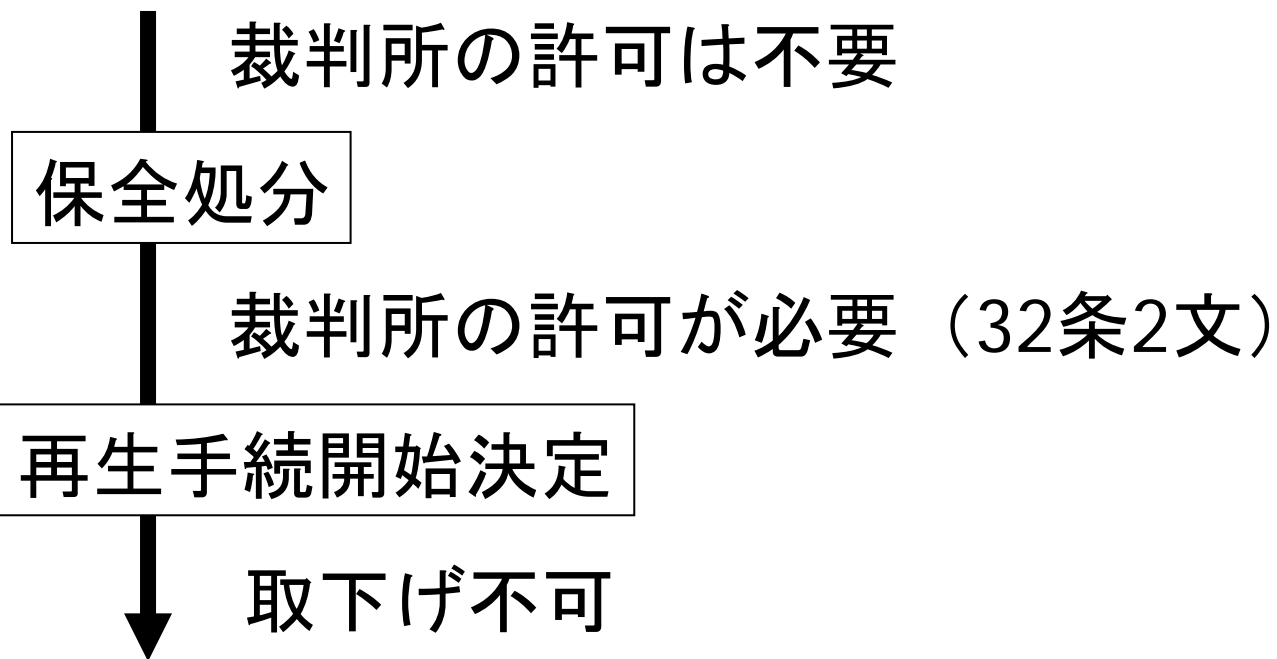 裁判所の許可は不要
保全処分
裁判所の許可が必要（32条2文）
再生手続開始決定
取下げ不可